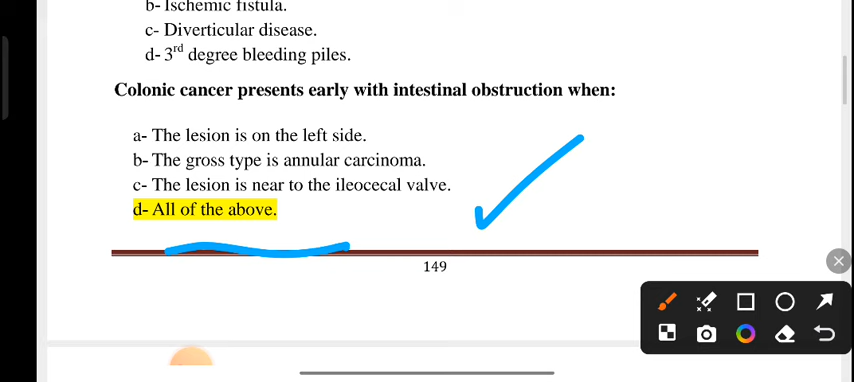 b- Ischemic fistula.
c- Diverticular disease.
d- 3rd degree bleeding piles.
Colonic cancer presents early with intestinal obstruction when:
a- The lesion is on the left side.
b- The gross type is annular carcinoma.
c- The lesion is near to the ileocecal valve.
d- All of the above.
149